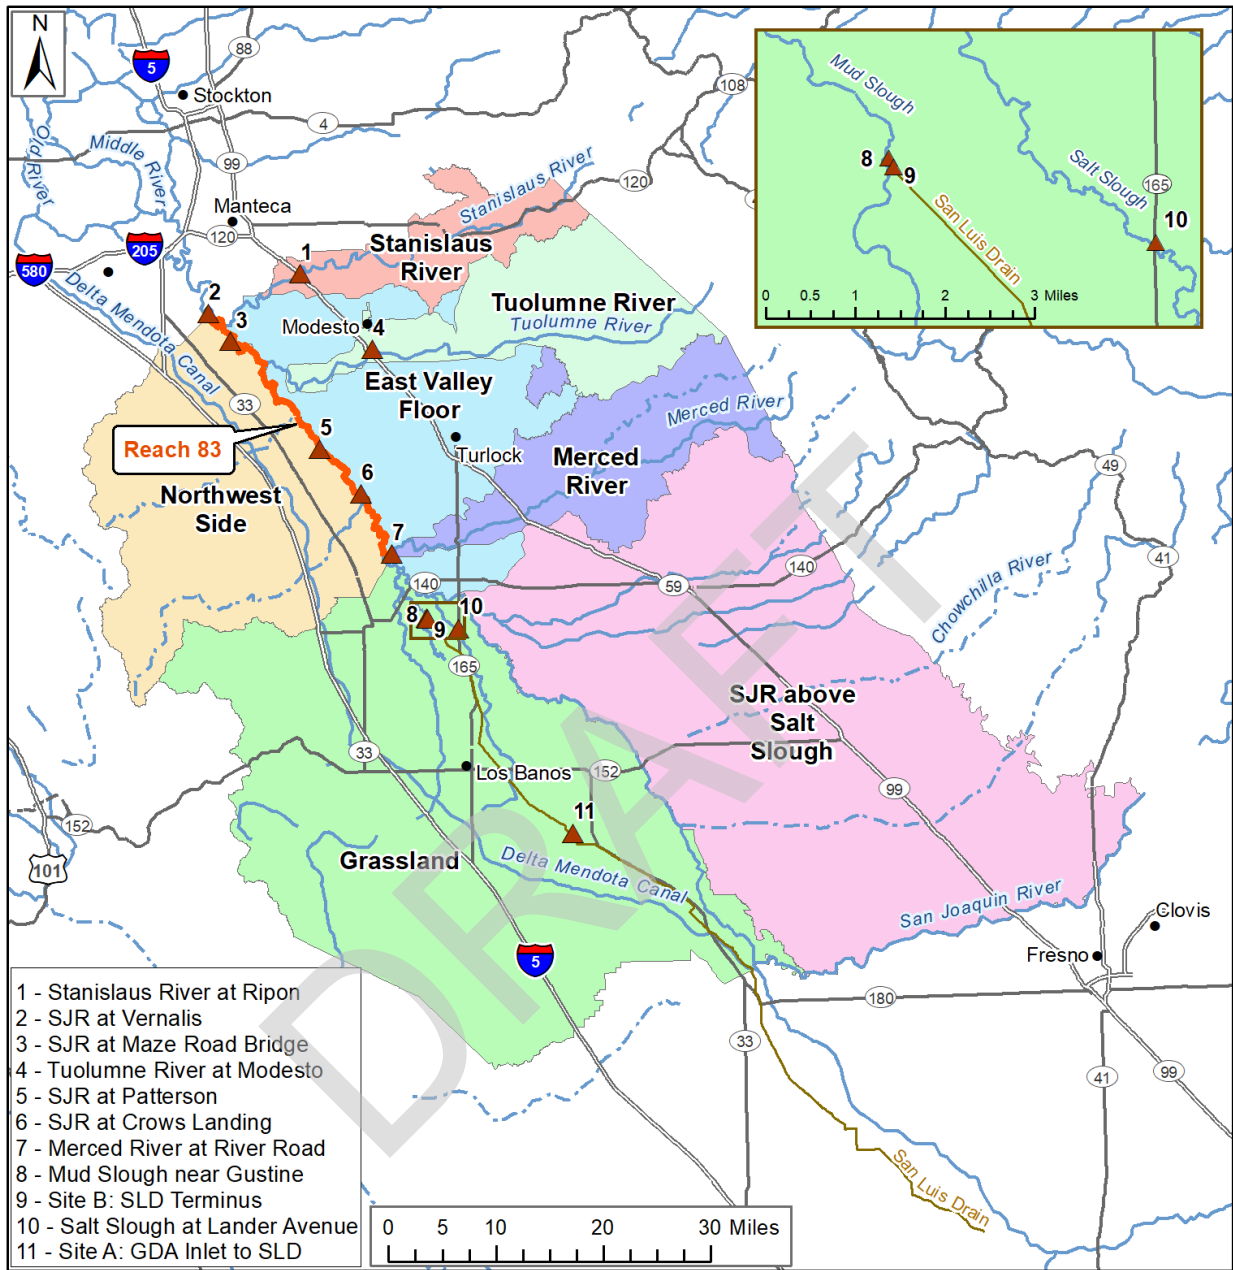 N
5
88
Stockton
4
108
Old River
Middle River
99
120
Manteca
120
205
580
Stanislaus River
Stanislaus
River
1
2
3
Delta Mendota Canal
Tuolumne River
Tuolumne River
Modesto
4
East Valley
Floor
33
Reach 83
5
6
7
Turlock
Merced River
Merced
River
Northwest
Side
Mud Slough
8
9
San Luis Drain
Salt Slough
165
10
0 0.5 1 2 3 Miles
49
41
140
59
140
Chowchilla River
8
9
10
165
SJR above
Salt
Slough
33
Los Banos
152
99
152
101
11
Grassland
Delta Mendota Canal
San Joaquin River
Clovis
Fresno
5
180
33
41
99
San Luis Drain
DRAFT
1 - Stanislaus River at Ripon
2 - SJR at Vernalis
3 - SJR at Maze Road Bridge
4 - Tuolumne River at Modesto
5 - SJR at Patterson
6 - SJR at Crows Landing
7 - Merced River at River Road
8 - Mud Slough near Gustine
9 - Site B: SLD Terminus
10 - Salt Slough at Lander Avenue
11 - Site A: GDA Inlet to SLD
0 5 10 20 30 Miles